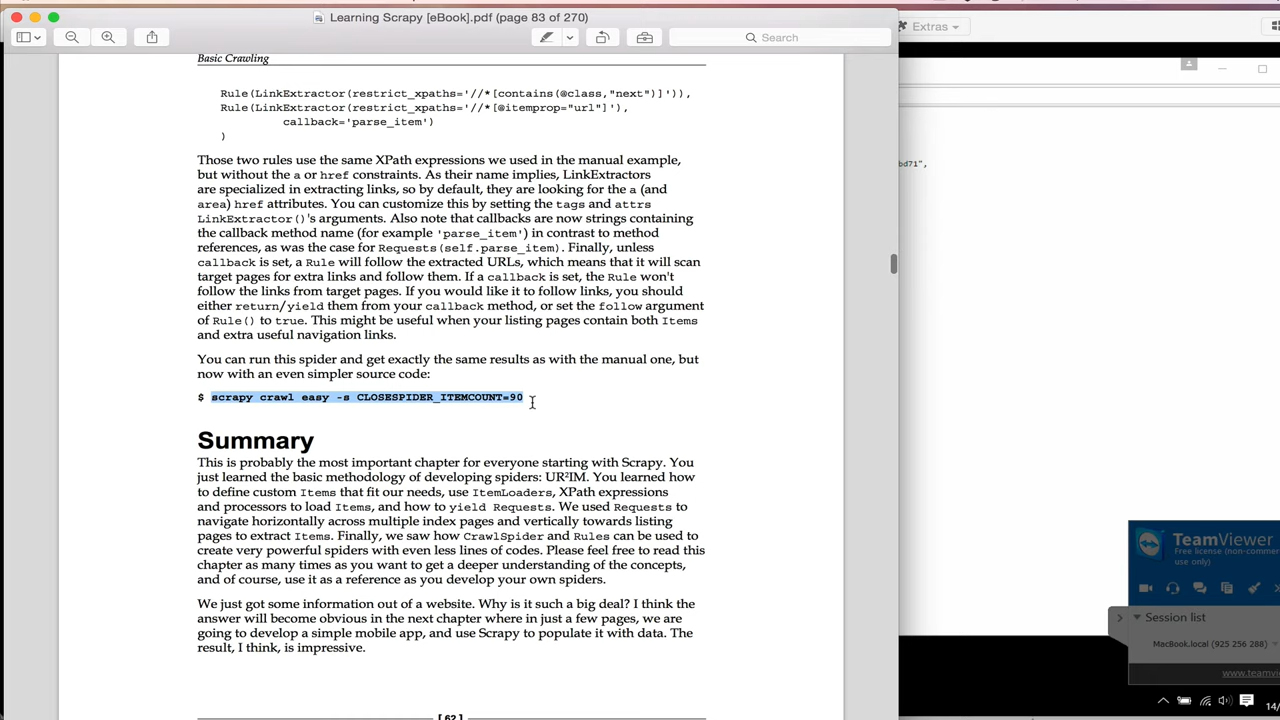 Learning Scrapy [eBook].pdf (page 83 of 270)
Search
Extras
Basic Crawling
Rule(LinkExtractor(restrict_xpaths='//*[contains(@class,"next")]')),
Rule(LinkExtractor(restrict_xpaths='//*[@itemprop="url"]'),
callback='parse_item')
)
Those two rules use the same XPath expressions we used in the manual example,
but without the a or href constraints. As their name implies, LinkExtractors
are specialized in extracting links, so by default, they are looking for the a (and
area) href attributes. You can customize this by setting the tags and attrs
LinkExtractor()'s arguments. Also note that callbacks are now strings containing
the callback method name (for example 'parse_item') in contrast to method
references, as was the case for Requests(self.parse_item). Finally, unless
callback is set, a Rule will follow the extracted URLs, which means that it will scan
target pages for extra links and follow them. If a callback is set, the Rule won't
follow the links from target pages. If you would like it to follow links, you should
either return/yield them from your callback method, or set the follow argument
of Rule() to true. This might be useful when your listing pages contain both Items
and extra useful navigation links.
You can run this spider and get exactly the same results as with the manual one, but
now with an even simpler source code:
$ scrapy crawl easy -s CLOSESPIDER_ITEMCOUNT=90
Summary
This is probably the most important chapter for everyone starting with Scrapy. You
just learned the basic methodology of developing spiders: UR²IM. You learned how
to define custom Items that fit our needs, use ItemLoaders, XPath expressions
and processors to load Items, and how to yield Requests. We used Requests to
navigate horizontally across multiple index pages and vertically towards listing
pages to extract Items. Finally, we saw how CrawlSpider and Rules can be used to
create very powerful spiders with even less lines of codes. Please feel free to read this
chapter as many times as you want to get a deeper understanding of the concepts,
and of course, use it as a reference as you develop your own spiders.
We just got some information out of a website. Why is it such a big deal? I think the
answer will become obvious in the next chapter where in just a few pages, we are
going to develop a simple mobile app, and use Scrapy to populate it with data. The
result, I think, is impressive.
[ 62 ]
bd71",
TeamViewer
Free license (non-commer
use only)
Session list
MacBook.local (925 256 288)
www.teamvi
14/